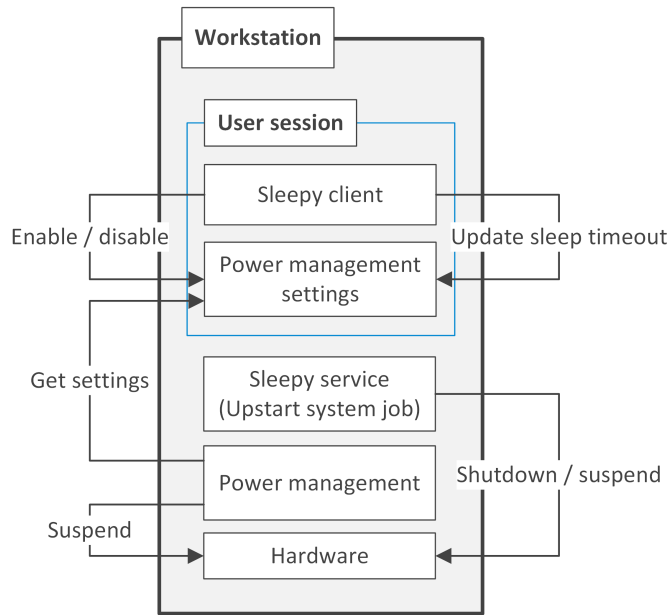 Workstation
User session
Sleepy client
Enable / disable
Update sleep timeout
Power management
settings
Get settings
Sleepy service
(Upstart system job)
Power management
Shutdown / suspend
Suspend
Hardware